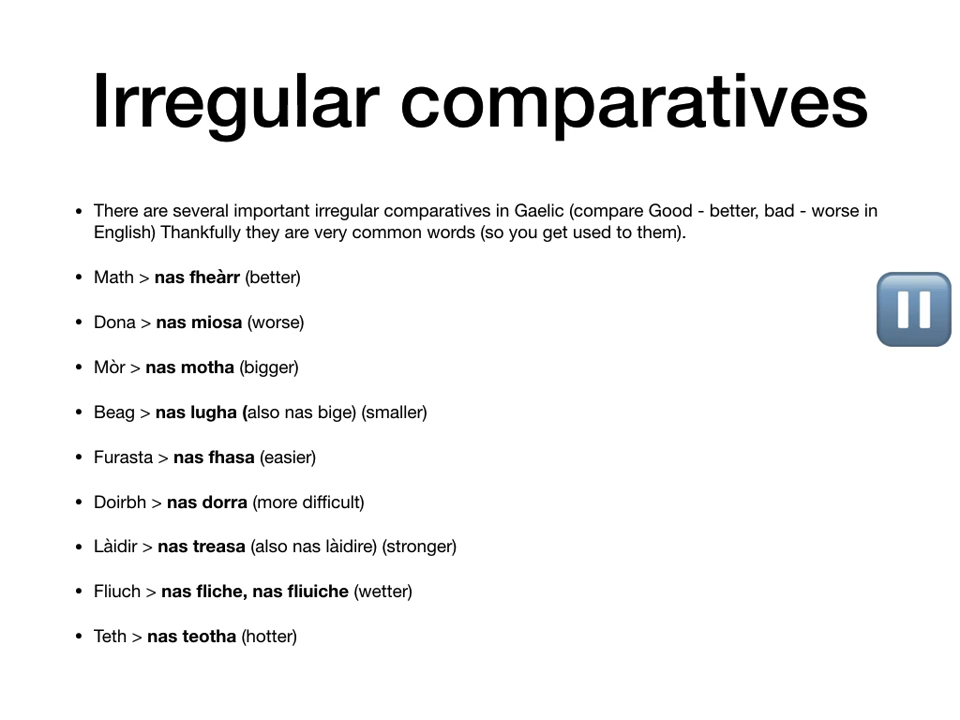 Irregular comparatives
• There are several important irregular comparatives in Gaelic (compare Good - better, bad - worse in
English) Thankfully they are very common words (so you get used to them).
• Math > nas fheàrr (better)
• Dona > nas miosa (worse)
• Mòr > nas motha (bigger)
• Beag > nas lugha (also nas bige) (smaller)
• Furasta > nas fhasa (easier)
• Doirbh > nas dorra (more difficult)
• Làidir > nas treasa (also nas làidire) (stronger)
• Fliuch > nas fliche, nas fliuiche (wetter)
• Teth > nas teotha (hotter)